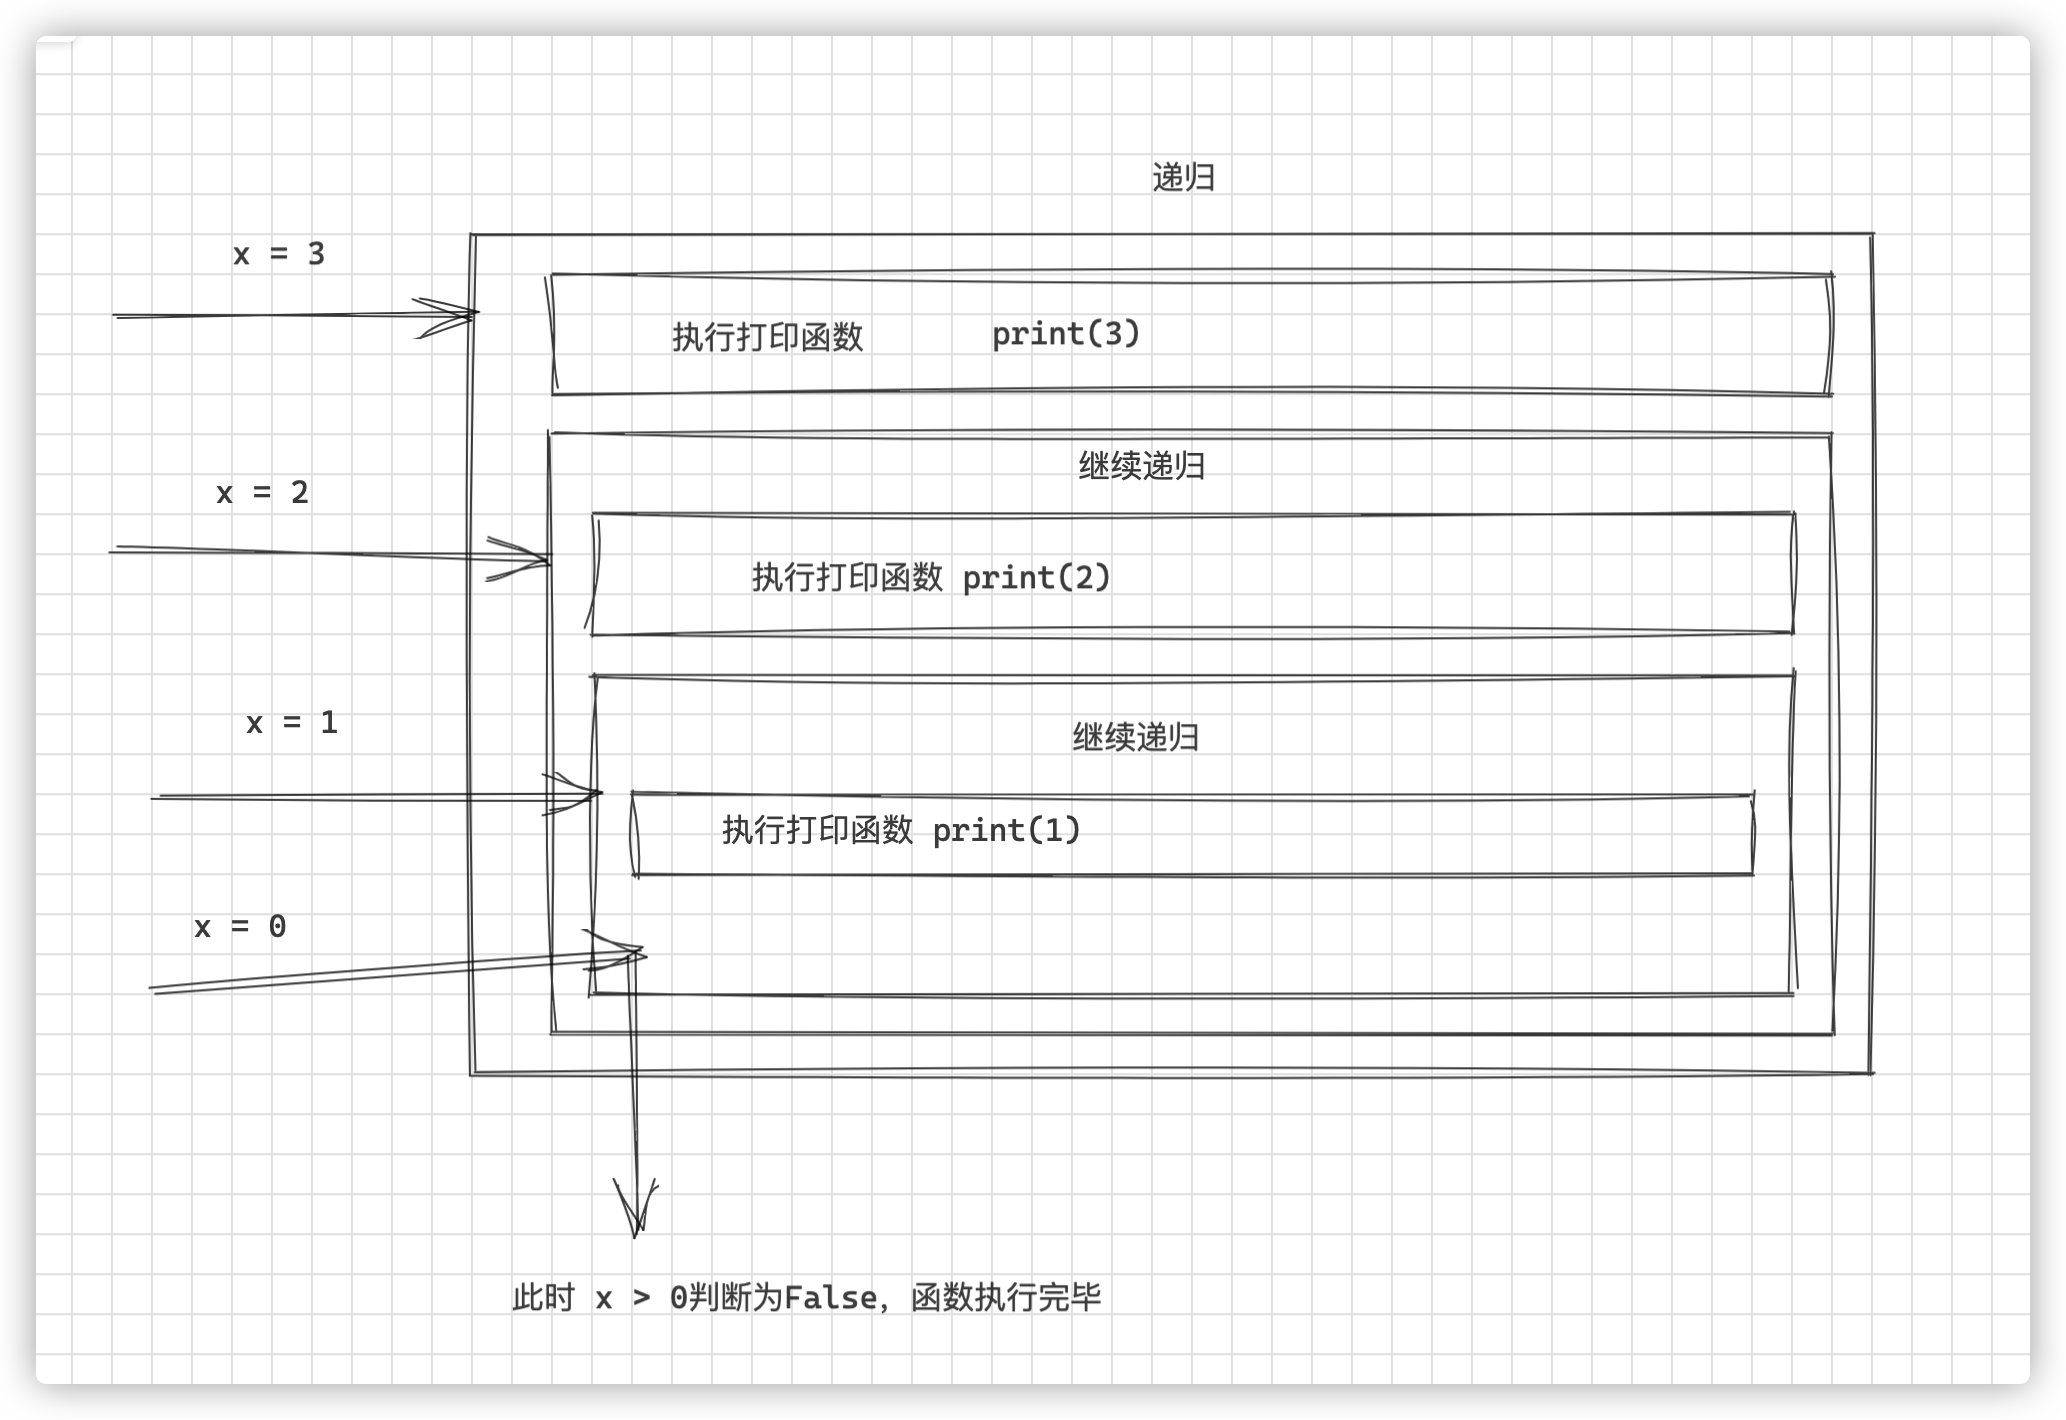 递归
x = 3
执行打印函数 print(3)
继续递归
x = 2
执行打印函数 print(2)
x = 1
继续递归
执行打印函数 print(1)
x = 0
此时 x > 0判断为False, 函数执行完毕